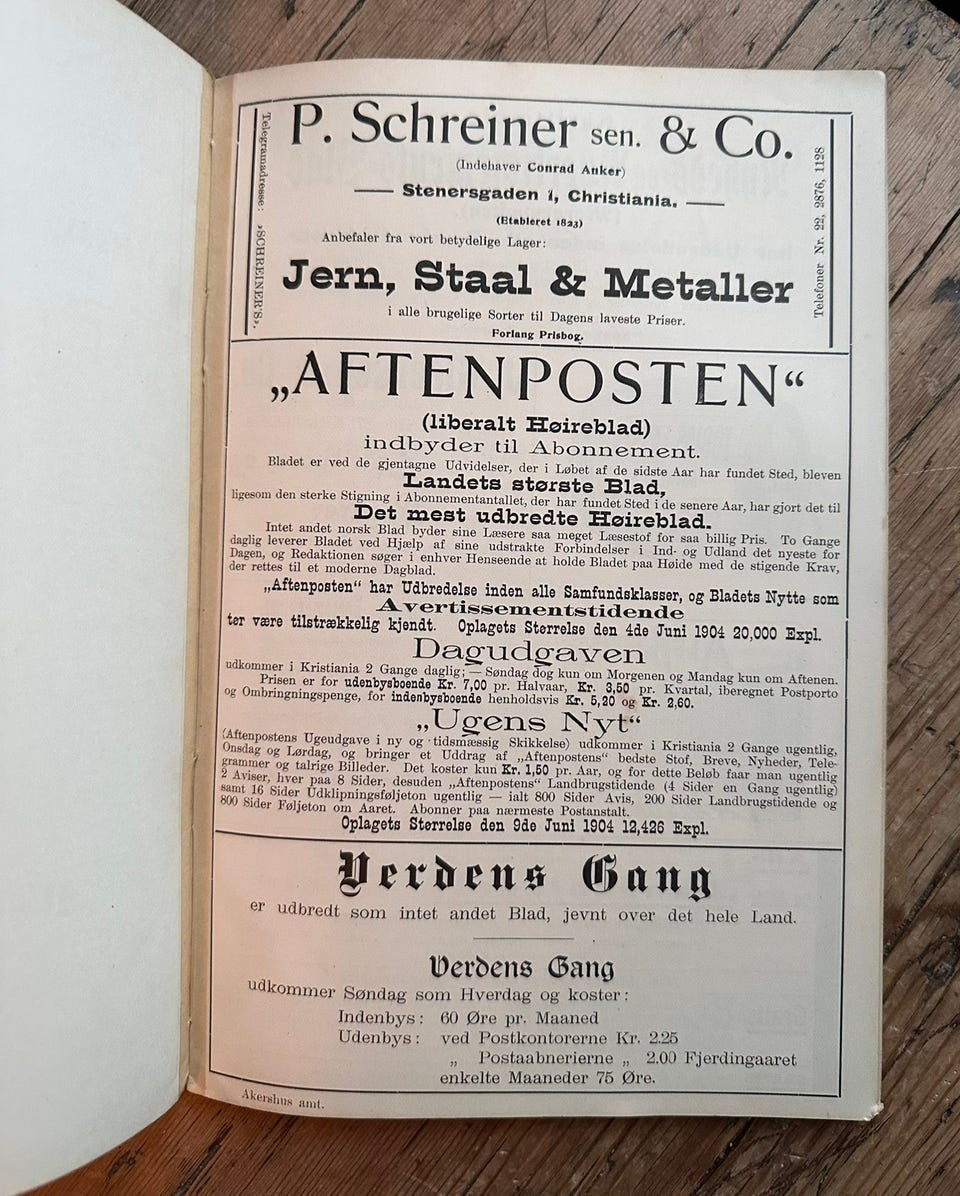 P. Schreiner sen. & Co.
(Indehaver Conrad Anker)
Stenersgaden 1, Christiania.
(Etableret 1823)
Anbefaler fra vort betydelige Lager:
Jern, Staal & Metaller
i alle brugelige Sorter til Dagens laveste Priser.
Forlang Prisbog.
Telegramadresse: »SCHREINER'S«.
Telefoner Nr. 22, 2876, 1128
„AFTENPOSTEN“
(liberalt Høireblad)
indbyder til Abonnement.
Bladet er ved de gjentagne Udvidelser, der i Løbet af de sidste Aar har fundet Sted, bleven
Landets største Blad,
ligesom den sterke Stigning i Abonnementantallet, der har fundet Sted i de senere Aar, har gjort det til
Det mest udbredte Høireblad.
Intet andet norsk Blad byder sine Læsere saa meget Læsestof for saa billig Pris. To Gange
daglig leverer Bladet ved Hjælp af sine udstrakte Forbindelser i Ind- og Udland det nyeste for
Dagen, og Redaktionen søger i enhver Henseende at holde Bladet paa Høide med de stigende Krav,
der rettes til et moderne Dagblad.
„Aftenposten“ har Udbredelse inden alle Samfundsklasser, og Bladets Nytte som
Avertissementstidende
tør være tilstrækkelig kjendt. Oplagets Størrelse den 4de Juni 1904 20,000 Expl.
Dagudgaven
udkommer i Kristiania 2 Gange daglig; — Søndag dog kun om Morgenen og Mandag kun om Aftenen.
Prisen er for udenbysboende Kr. 7,00 pr. Halvaar, Kr. 3,50 pr. Kvartal, iberegnet Postporto
og Ombringningspenge, for indenbysboende henholdsvis Kr. 5,20 og Kr. 2,60.
„Ugens Nyt“
(Aftenpostens Ugeudgave i ny og tidsmæssig Skikkelse) udkommer i Kristiania 2 Gange ugentlig,
Onsdag og Lørdag, og bringer et Uddrag af „Aftenpostens“ bedste Stof, Breve, Nyheder, Tele-
grammer og talrige Billeder. Det koster kun Kr. 1,50 pr. Aar, og for dette Beløb faar man ugentlig
2 Aviser, hver paa 8 Sider, desuden „Aftenpostens“ Landbrugstidende (4 Sider en Gang ugentlig)
samt 16 Sider Udklipningsføljeton ugentlig — ialt 800 Sider Avis, 200 Sider Landbrugstidende og
800 Sider Føljeton om Aaret. Abonner paa nærmeste Postanstalt.
Oplagets Størrelse den 9de Juni 1904 12,426 Expl.
Verdens Gang
er udbredt som intet andet Blad, jevnt over det hele Land.
Verdens Gang
udkommer Søndag som Hverdag og koster:
Indenbys: 60 Øre pr. Maaned
Udenbys: ved Postkontorerne Kr. 2.25
„ Postaabnerierne „ 2.00 Fjerdingaaret
enkelte Maaneder 75 Øre.
Akershus amt.